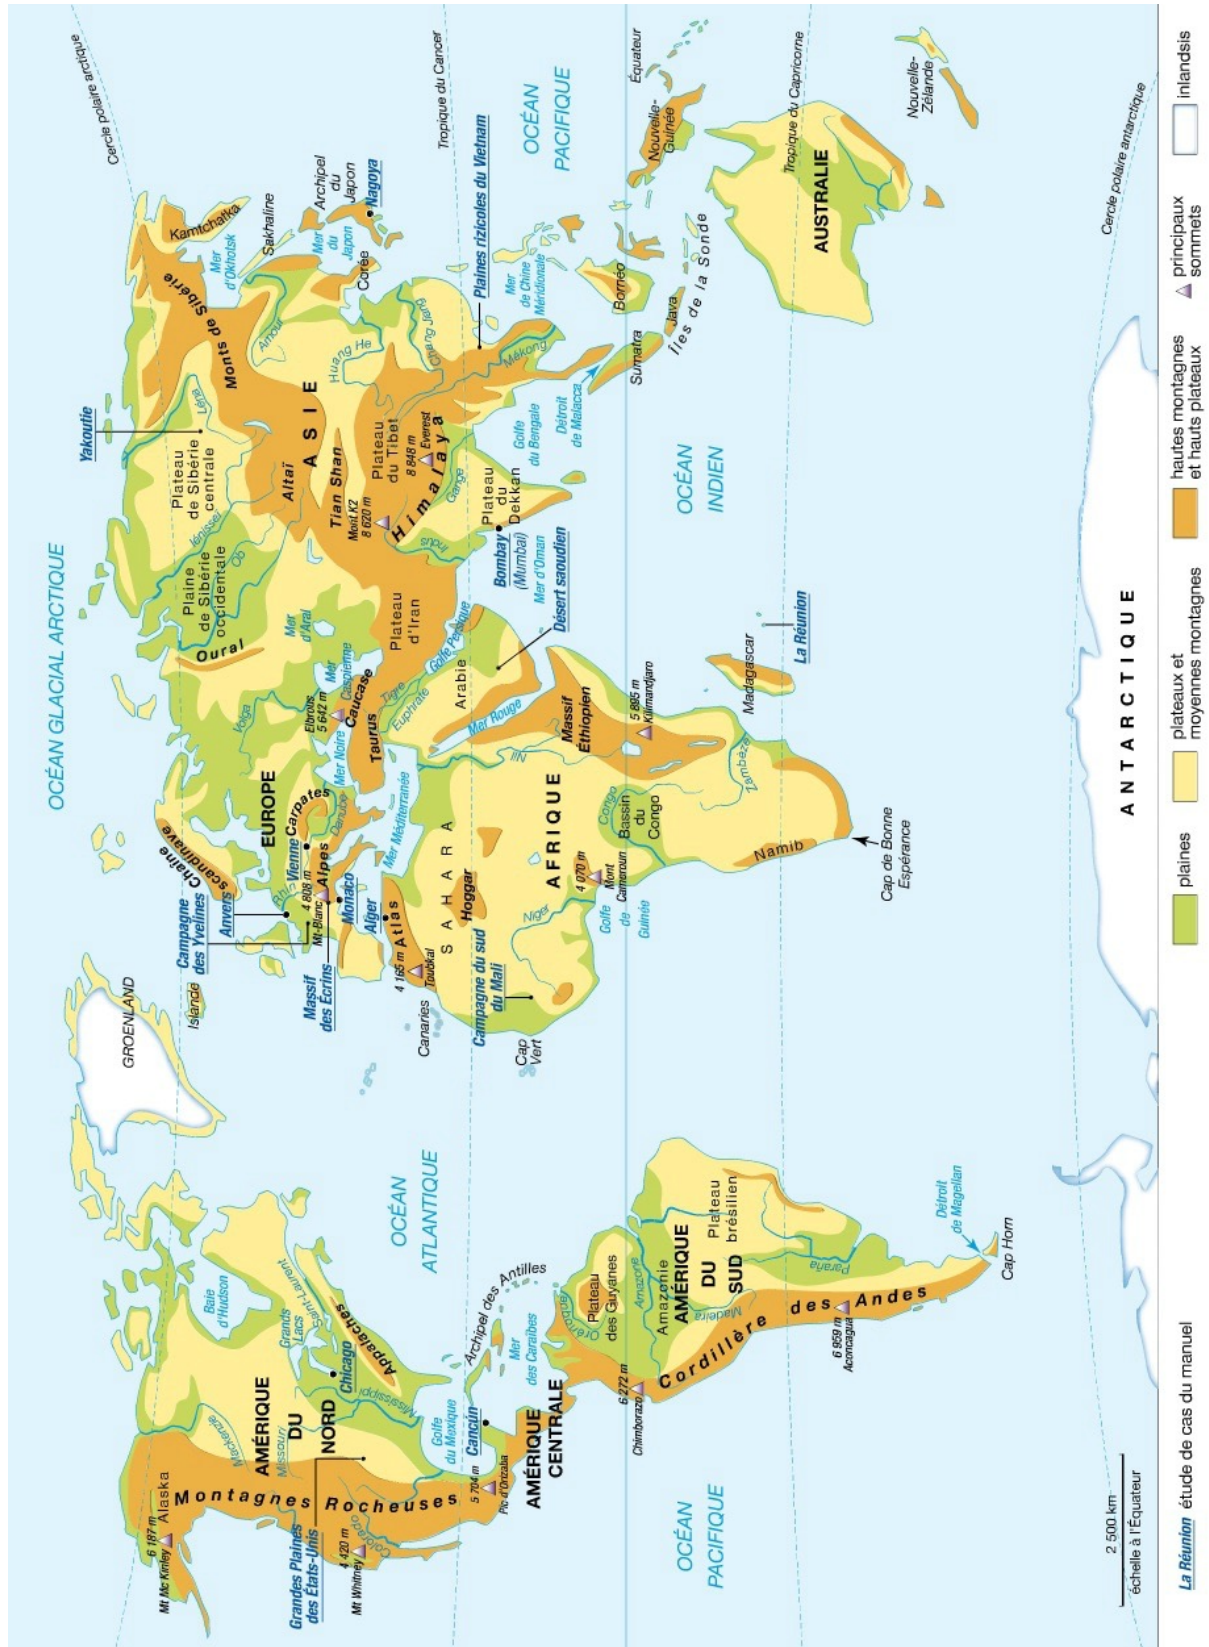 OCÉAN GLACIAL ARCTIQUE
Cercle polaire arctique
GROENLAND
Islande
Chaîne
scandinave
Oural
Plaine
de Sibérie
occidentale
Ob
Iénisseï
Plateau
de Sibérie
centrale
Léna
Yakoutie
Monts de Sibérie
Kamtchatka
Mer
d'Okhotsk
Sakhaline
Amour
Archipel
du
Japon
Mer
du
Japon
Nagoya
Corée
ASIE
Altaï
Tian Shan
Mont K2
8 620 m
Plateau
du Tibet
8 848 m
Everest
Himalaya
Huang He
Chang Jiang
Mékong
Plaines rizicoles du Vietnam
Mer
de Chine
Méridionale
Tropique du Cancer
OCÉAN
PACIFIQUE
Équateur
Nouvelle-
Guinée
Bornéo
Sumatra
Java
Îles de la Sonde
Détroit
de Malacca
Golfe
du Bengale
Gange
Indus
Plateau
du
Dekkan
Bombay
(Mumbai)
Mer d'Oman
Désert saoudien
OCÉAN
INDIEN
AUSTRALIE
Tropique du Capricorne
Nouvelle-
Zélande
Cercle polaire antarctique
EUROPE
Volga
Mer
d'Aral
Mer
Caspienne
Elbrous
5 642 m
Caucase
Mer Noire
Taurus
Tigre
Euphrate
Plateau
d'Iran
Golfe Persique
Arabie
Mer Rouge
Carpates
Danube
Vienne
Alpes
4 808 m
Mt-Blanc
Rhin
Anvers
Campagne
des Yvelines
Monaco
Massif
des Écrins
Alger
Mer Méditerranée
Atlas
4 165 m
Toubkal
Canaries
SAHARA
Hoggar
Nil
Niger
Campagne du sud
du Mali
Cap
Vert
AFRIQUE
4 070 m
Mont
Cameroun
Golfe
de
Guinée
Congo
Bassin
du
Congo
Massif
Éthiopien
5 895 m
Kilimandjaro
Zambèze
Madagascar
La Réunion
Namib
Cap de Bonne
Espérance
OCÉAN
ATLANTIQUE
Baie
d'Hudson
Grands
Lacs
Saint-Laurent
Appalaches
Chicago
Mississippi
Missouri
Mackenzie
AMÉRIQUE
DU
NORD
Alaska
6 187 m
Mt Mc Kinley
Montagnes Rocheuses
Grandes Plaines
des États-Unis
4 420 m
Mt Whitney
Colorado
Golfe
du Mexique
Cancún
5 704 m
Pic d'Orizaba
AMÉRIQUE
CENTRALE
Archipel des Antilles
Mer
des Caraïbes
Orénoque
Plateau
des Guyanes
Amazone
Amazonie
AMÉRIQUE
DU
SUD
Madeira
Plateau
brésilien
Paraña
6 272 m
Chimborazo
Cordillère des Andes
6 959 m
Aconcagua
Détroit
de Magellan
Cap Horn
OCÉAN
PACIFIQUE
ANTARCTIQUE
2 500 km
échelle à l'Équateur
La Réunion étude de cas du manuel
plaines
plateaux et
moyennes montagnes
hautes montagnes
et hauts plateaux
principaux
sommets
inlandsis